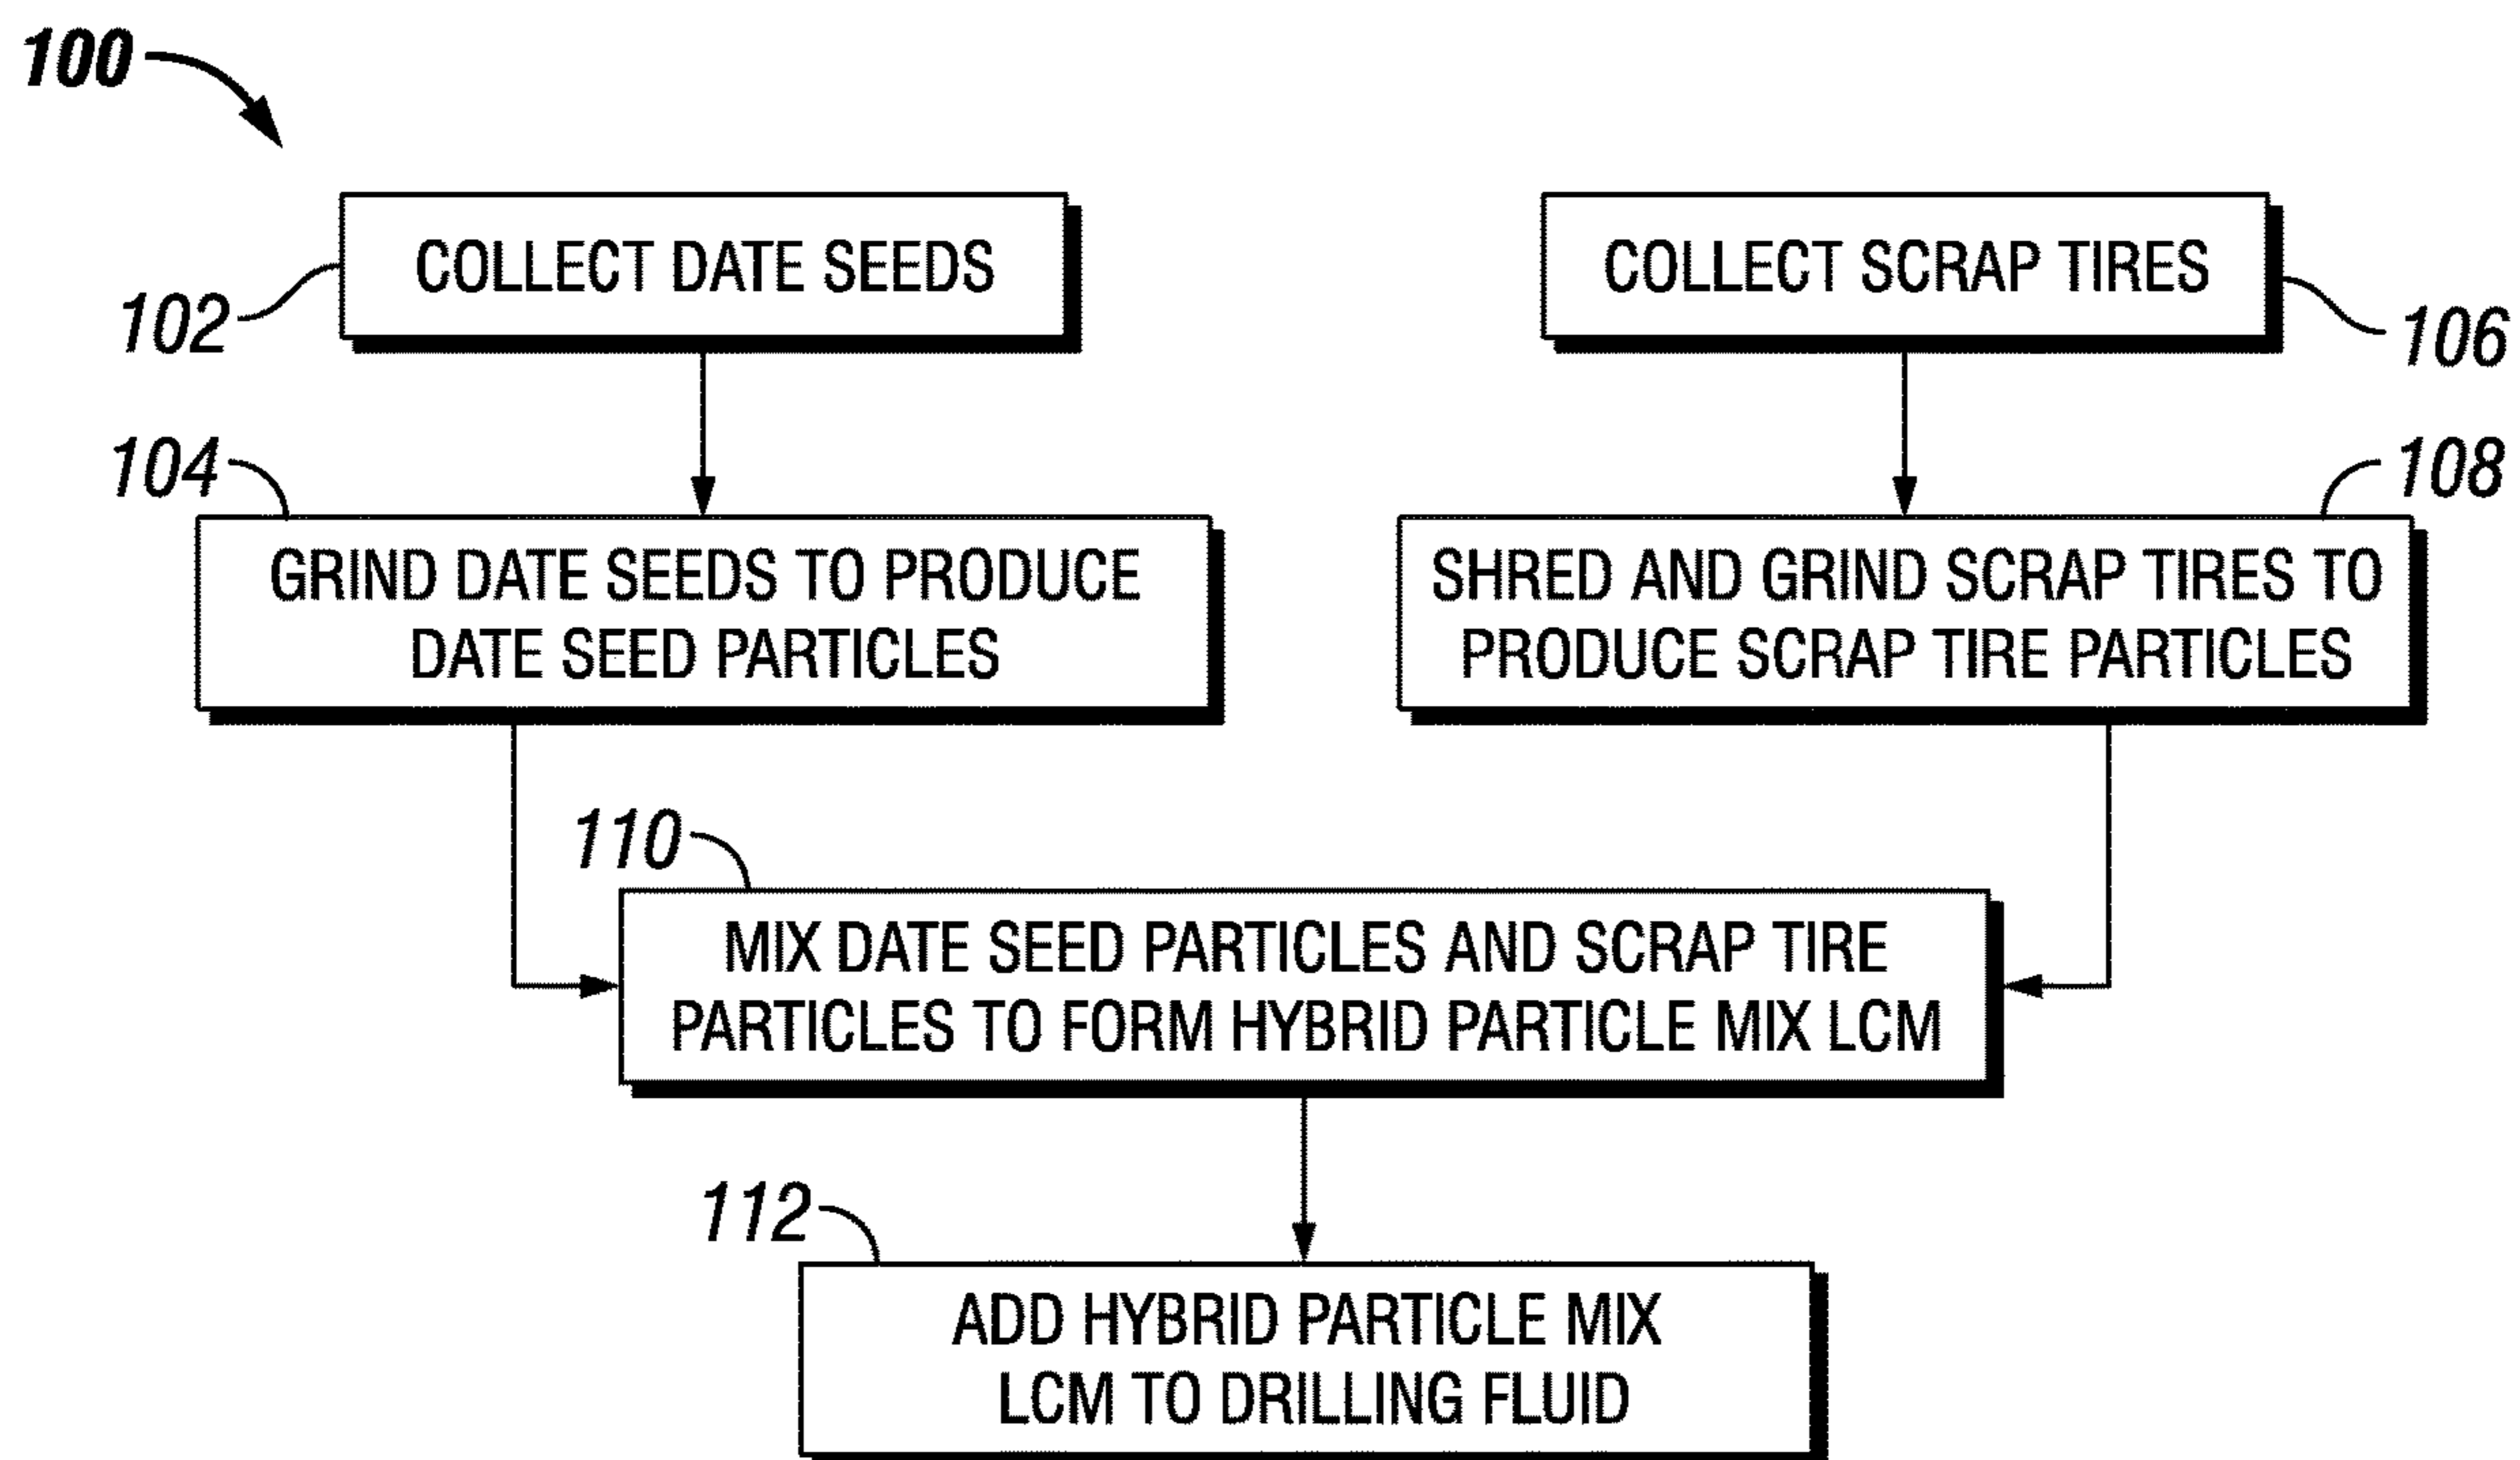 100
COLLECT DATE SEEDS
102
COLLECT SCRAP TIRES
106
104
GRIND DATE SEEDS TO PRODUCE
DATE SEED PARTICLES
108
SHRED AND GRIND SCRAP TIRES TO
PRODUCE SCRAP TIRE PARTICLES
110
MIX DATE SEED PARTICLES AND SCRAP TIRE
PARTICLES TO FORM HYBRID PARTICLE MIX LCM
112
ADD HYBRID PARTICLE MIX
LCM TO DRILLING FLUID